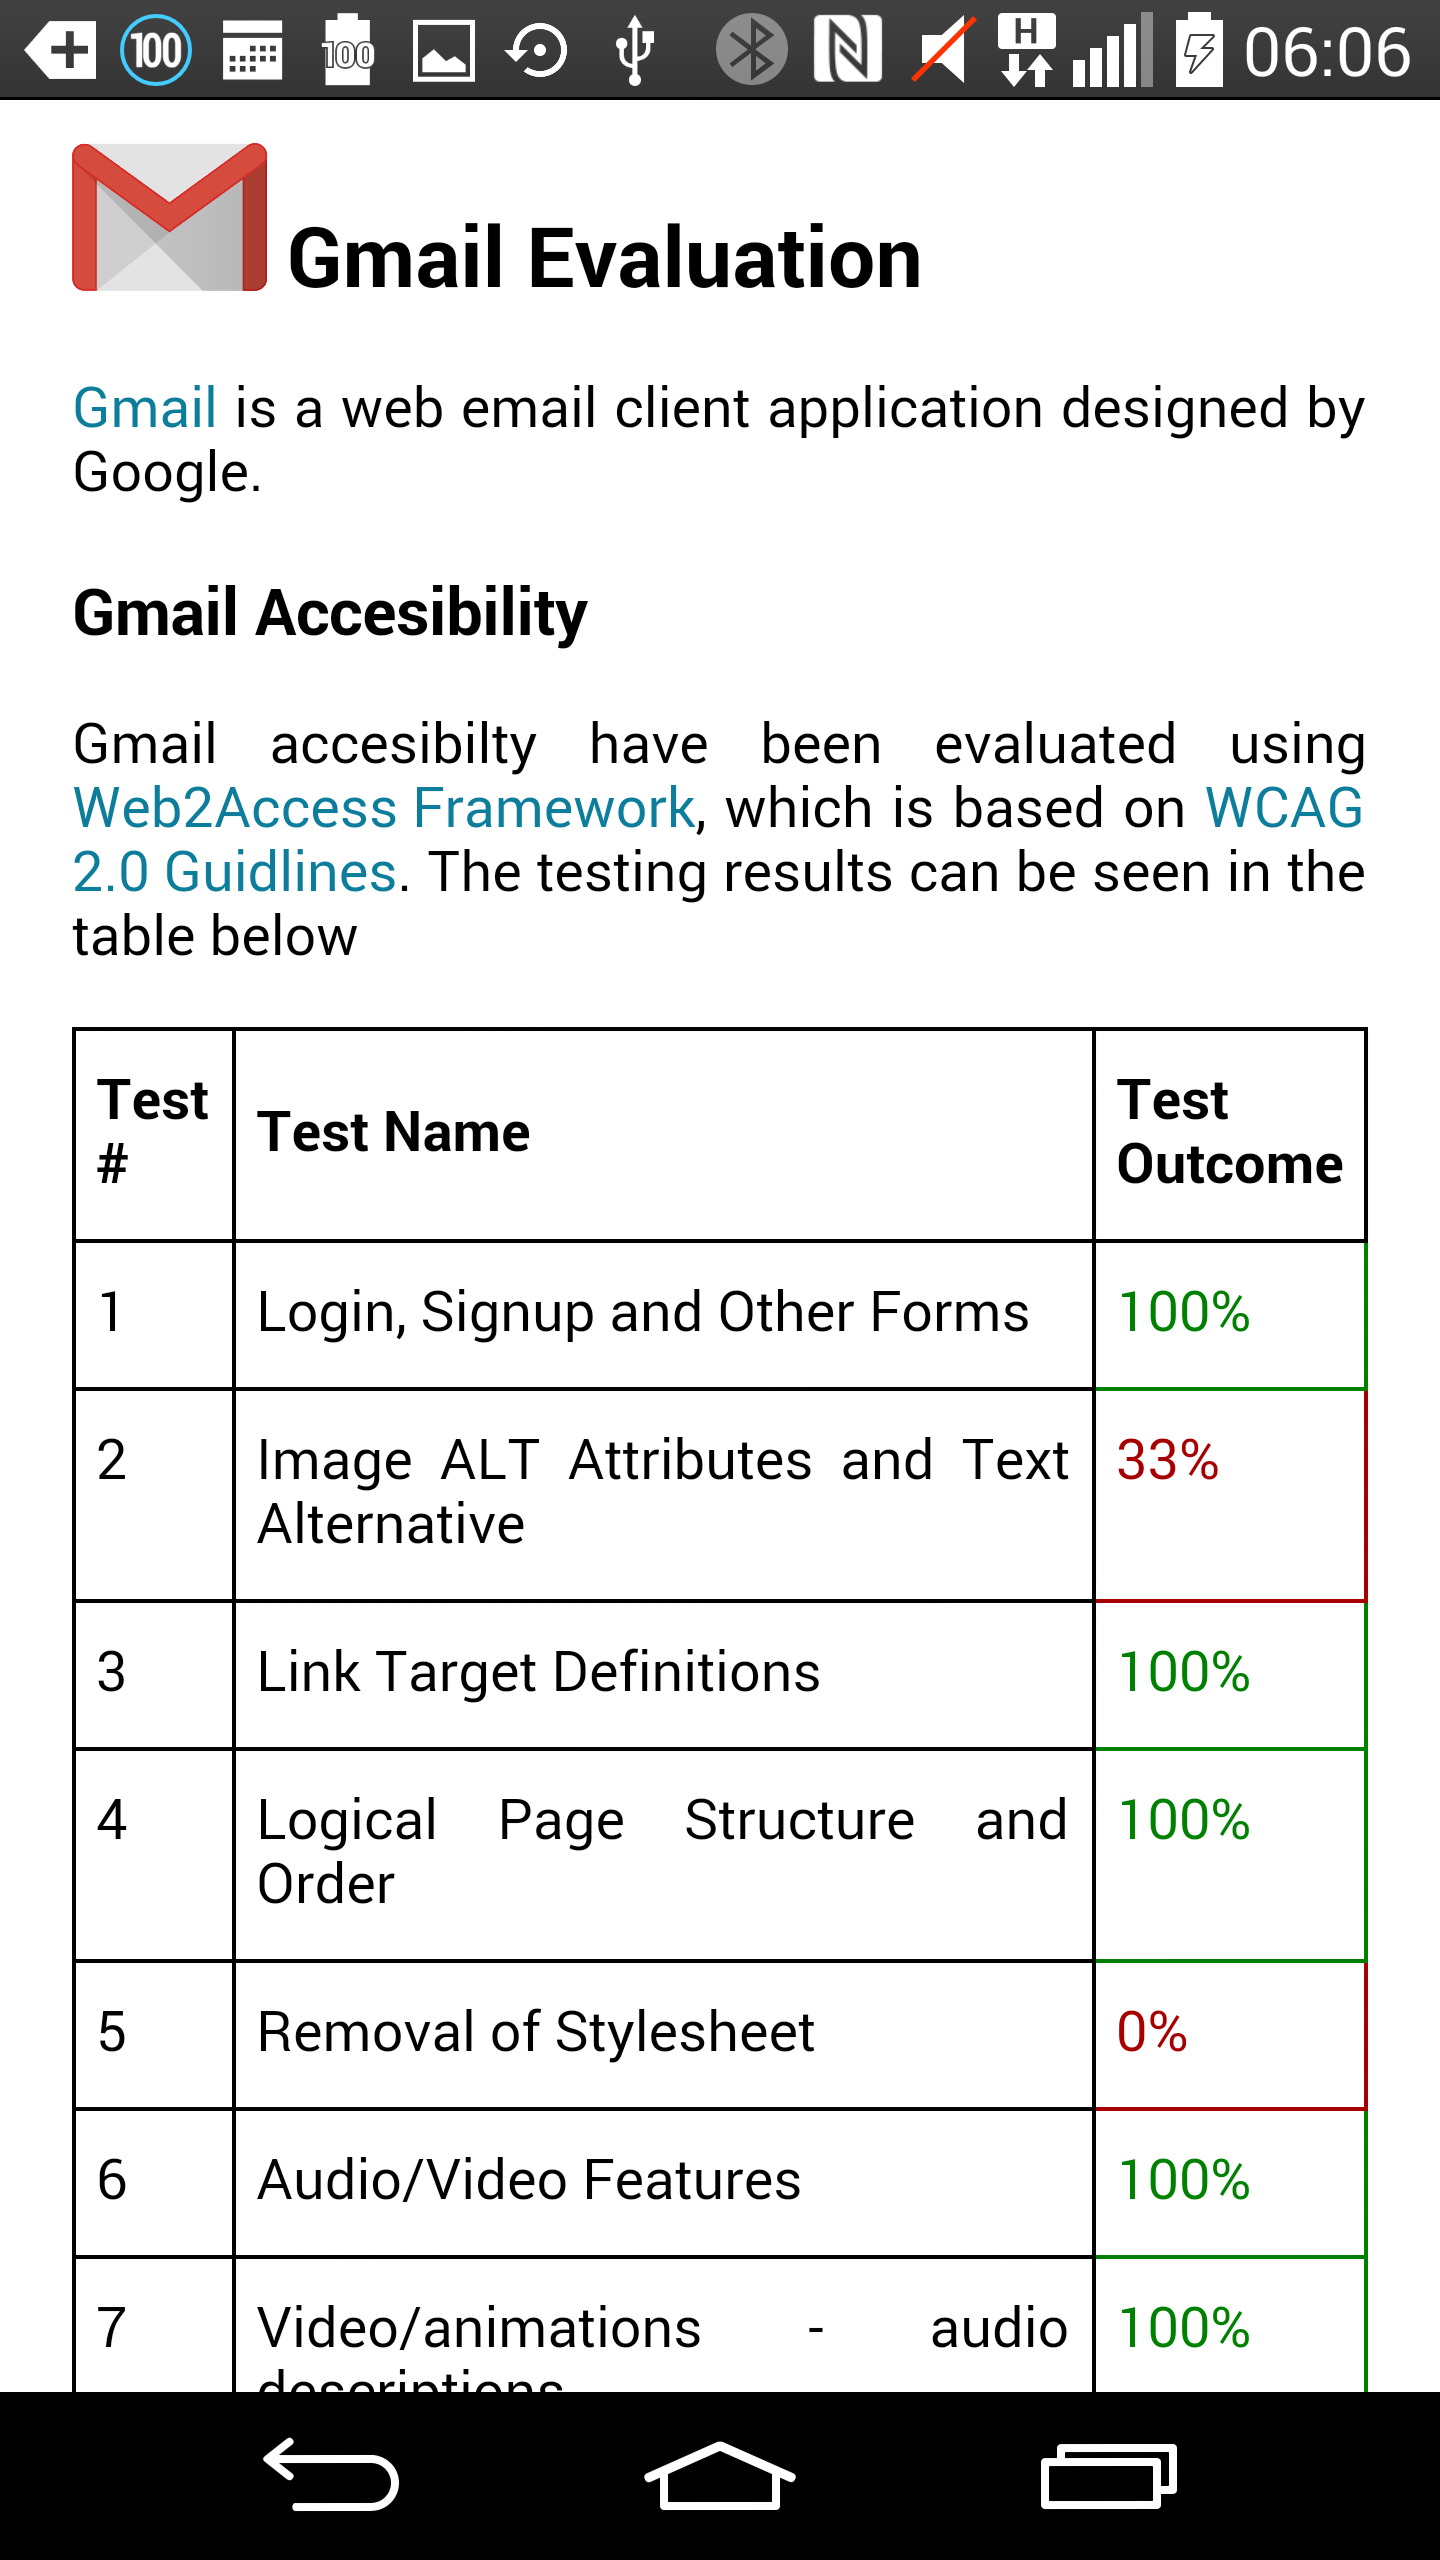 100
100
H
06:06
Gmail Evaluation
Gmail is a web email client application designed by
Google.
Gmail Accesibility
Gmail accesibilty have been evaluated using
Web2Access Framework, which is based on WCAG
2.0 Guidlines. The testing results can be seen in the
table below
Test
#
Test Name
Test
Outcome
1
Login, Signup and Other Forms
100%
2
Image ALT Attributes and Text
Alternative
33%
3
Link Target Definitions
100%
4
Logical Page Structure and
Order
100%
5
Removal of Stylesheet
0%
6
Audio/Video Features
100%
7
Video/animations - audio
descriptions
100%